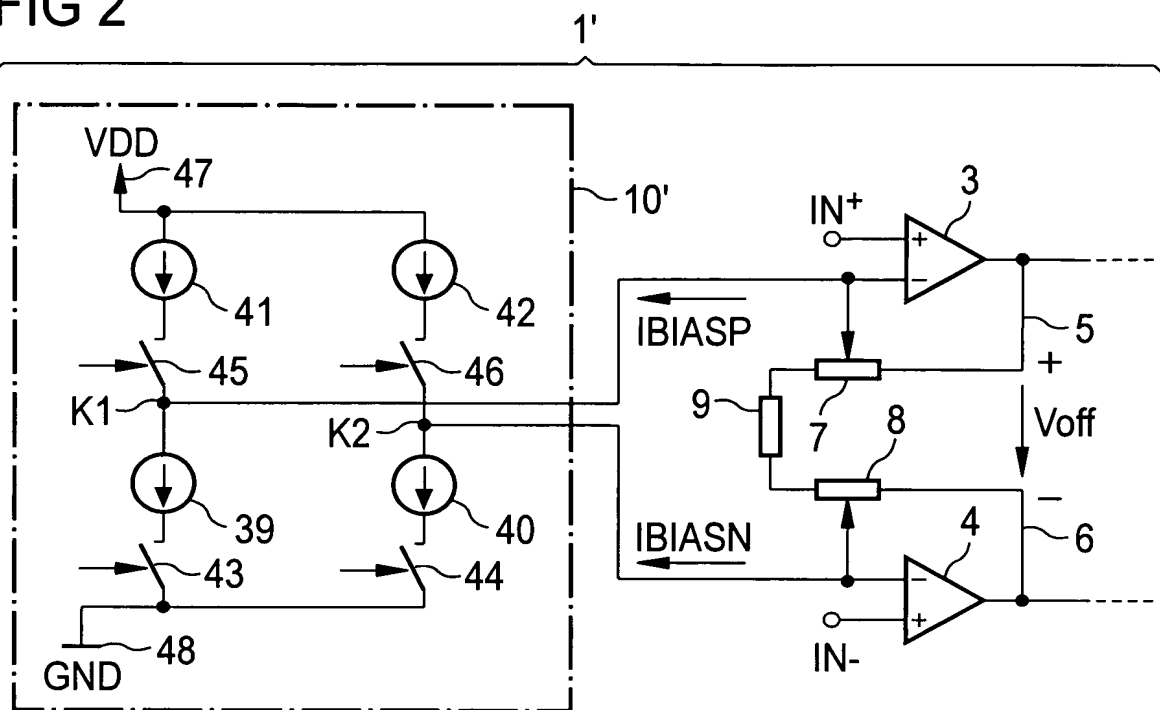 FIG 2
1'
VDD
47
10'
41
42
45
46
K1
K2
39
40
43
44
48
GND
IN+
3
+
−
IBIASP
5
+
9
7
8
Voff
−
IBIASN
4
6
−
+
IN-